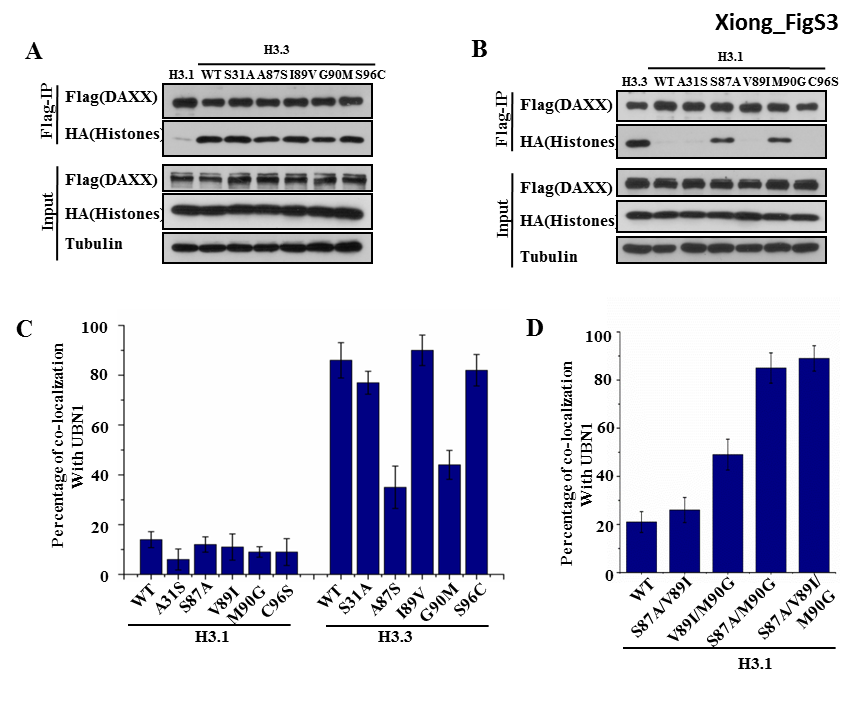 Xiong_FigS3
A
H3.3
H3.1 WT S31A A87S I89V G90M S96C
Flag-IP
Flag(DAXX)
HA(Histones)
Input
Flag(DAXX)
HA(Histones)
Tubulin
B
H3.1
H3.3 WT A31S S87A V89I M90G C96S
Flag-IP
Flag(DAXX)
HA(Histones)
Input
Flag(DAXX)
HA(Histones)
Tubulin
C
Percentage of co-localization
With UBN1
100
80
60
40
20
0
WT A31S S87A V89I M90G C96S
H3.1
WT S31A A87S I89V G90M S96C
H3.3
D
Percentage of co-localization
With UBN1
100
80
60
40
20
0
WT
S87A/V89I
V89I/M90G
S87A/M90G
S87A/V89I/
M90G
H3.1